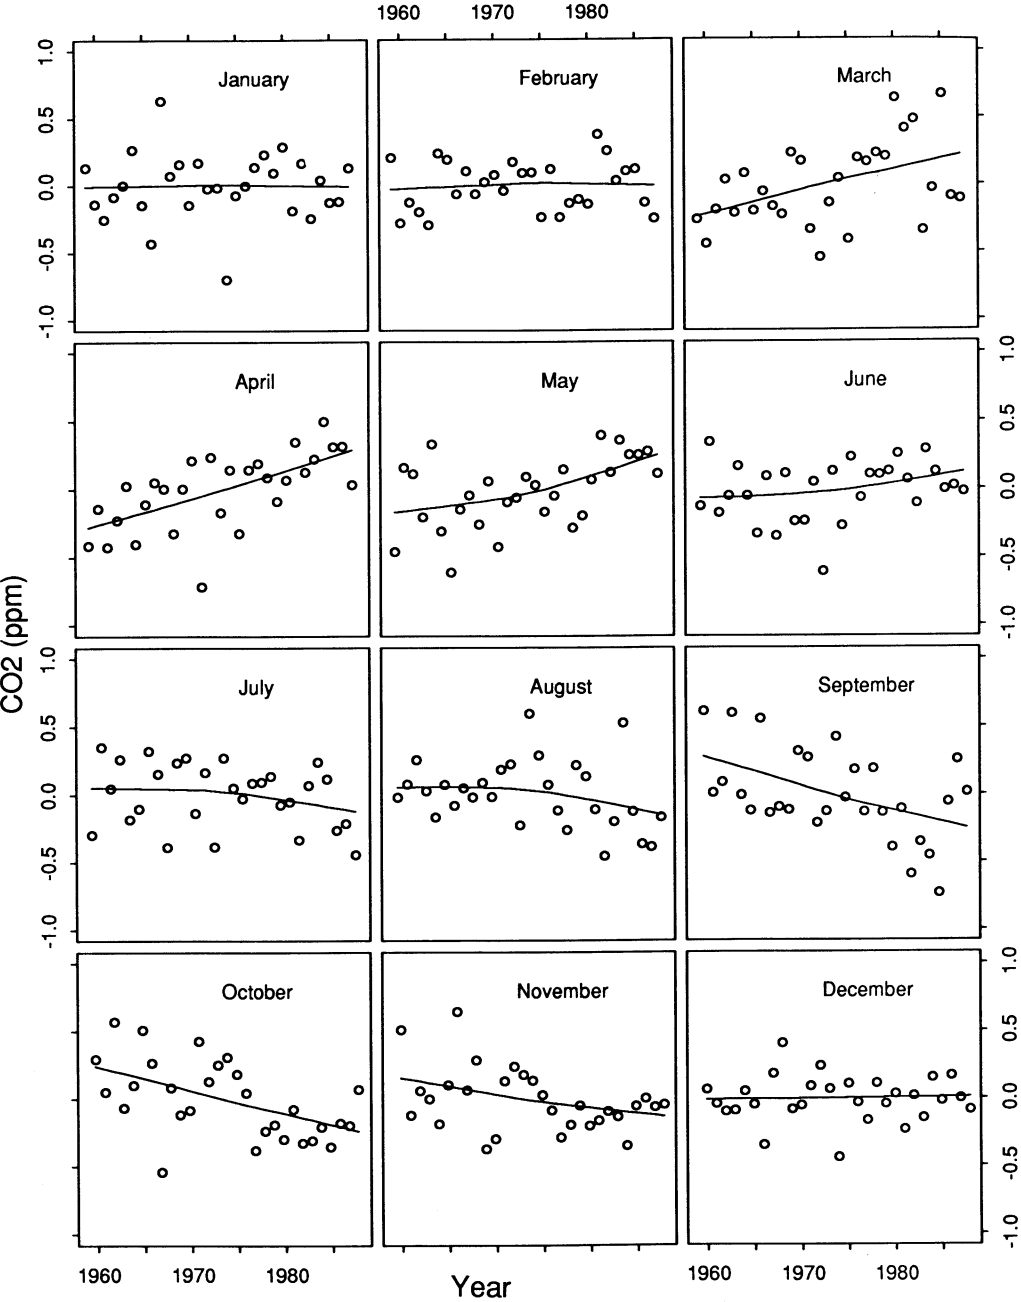 1960 1970 1980
January February March
1.0
0.5
0.0
-0.5
-1.0
April May June
1.0
0.5
0.0
-0.5
-1.0
CO2 (ppm)
July August September
1.0
0.5
0.0
-0.5
-1.0
October November December
1.0
0.5
0.0
-0.5
-1.0
1960 1970 1980 1960 1970 1980
Year